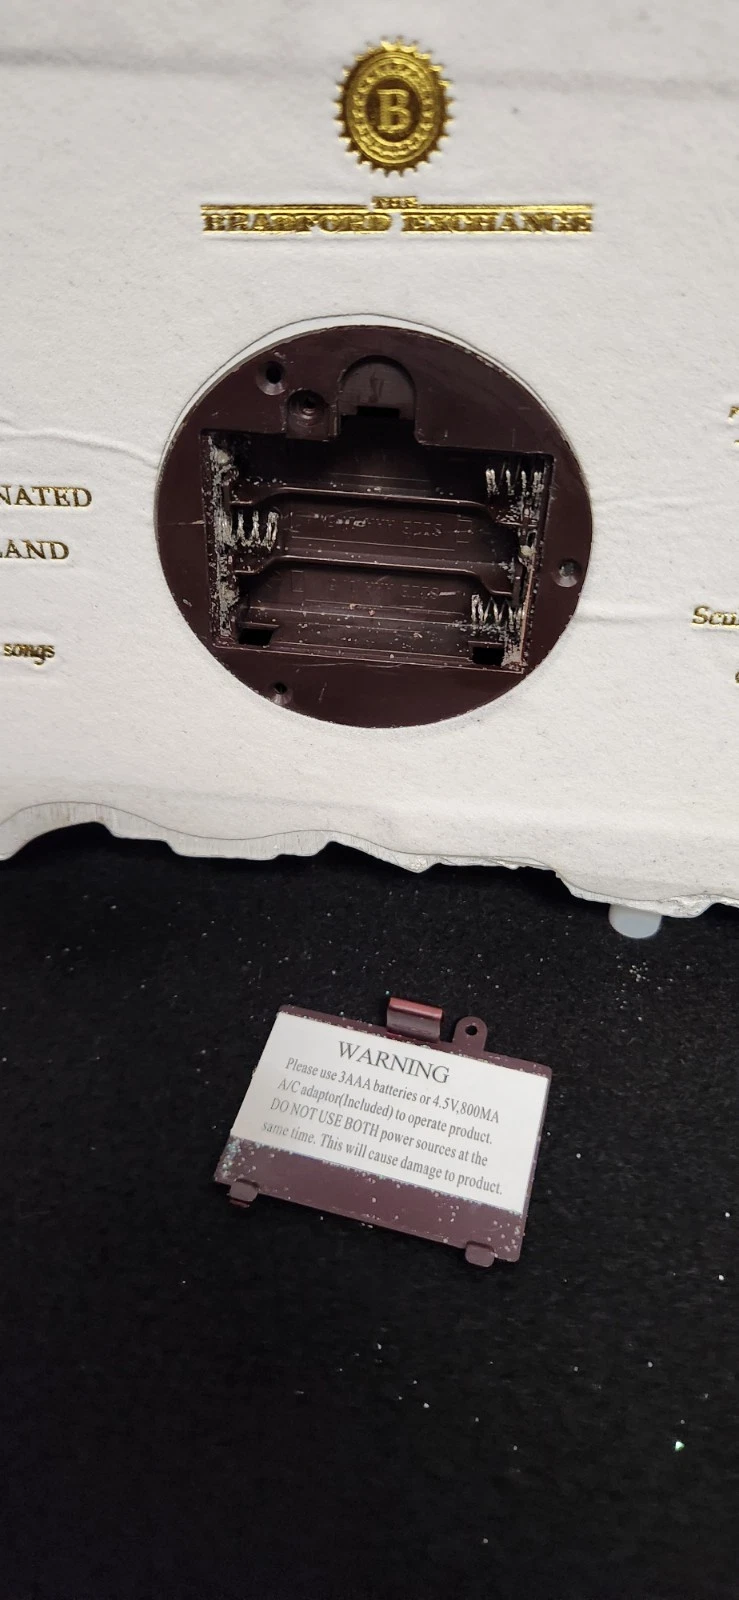 B
THE
BRADFORD EXCHANGE
NATED
LAND
songs
Scu
WARNING
Please use 3AAA batteries or 4.5V,800MA
A/C adaptor(Included) to operate product.
DO NOT USE BOTH power sources at the
same time. This will cause damage to product.